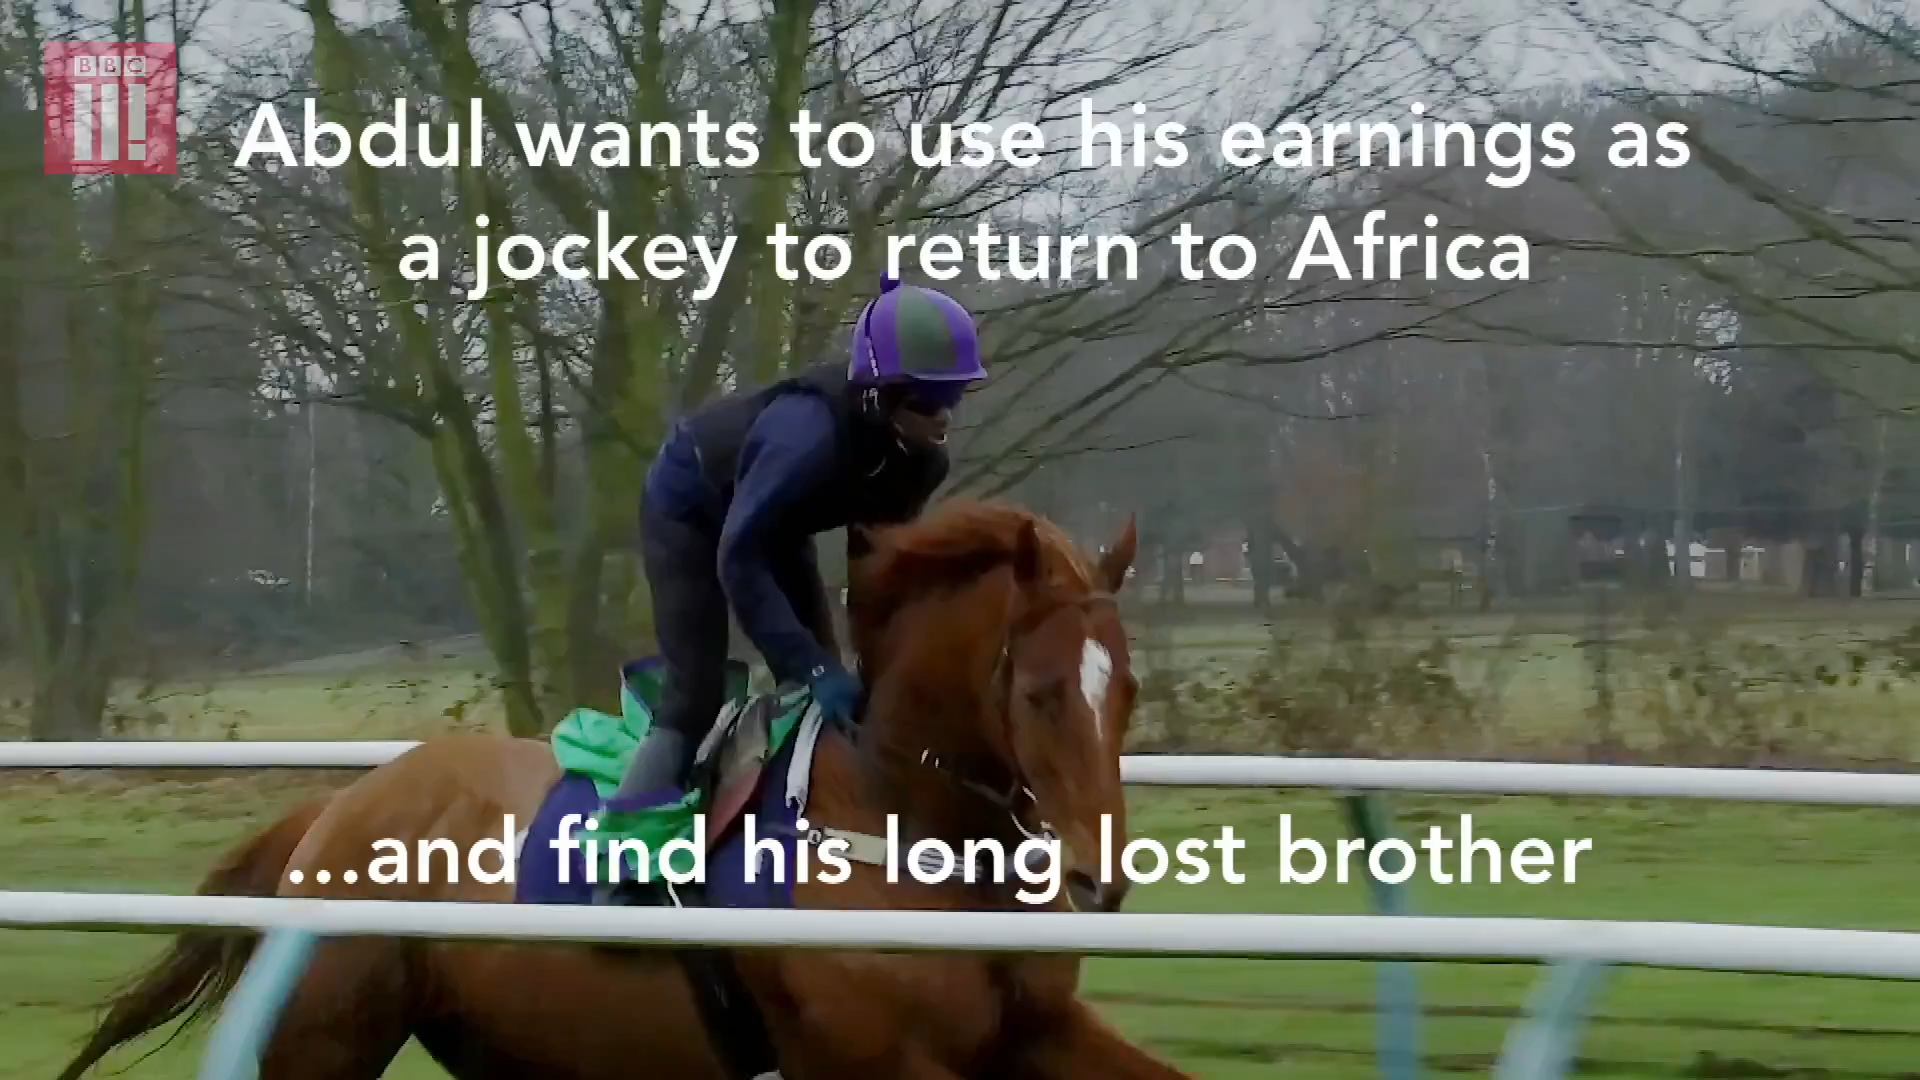 BBC
Abdul wants to use his earnings as
a jockey to return to Africa
...and find his long lost brother